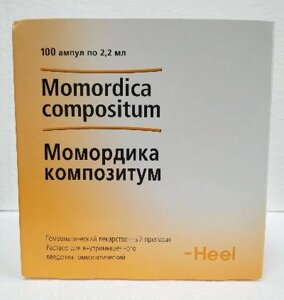 100 ампул по 2,2 мл
Momordica
compositum
Момордика
композитум
Гомеопатический лекарственный препарат
Раствор для внутримышечного
введения гомеопатический
-Heel